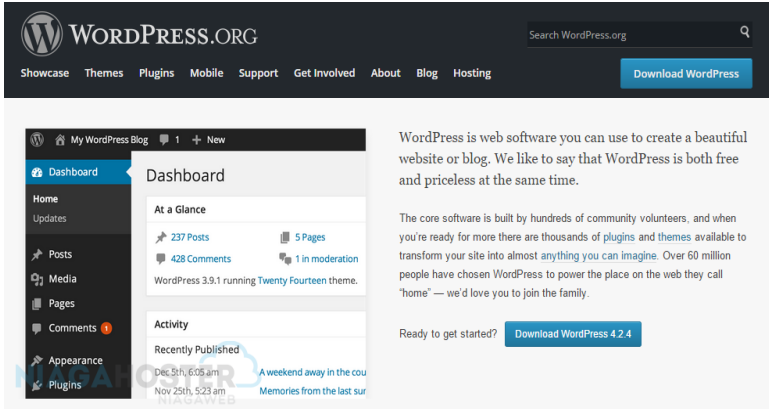 WORDPRESS.ORG
Search WordPress.org
Showcase Themes Plugins Mobile Support Get Involved About Blog Hosting
Download WordPress
My WordPress Blog 1 + New
Dashboard
Home
Updates
Posts
Media
Pages
Comments 1
Appearance
Plugins
Dashboard
At a Glance
237 Posts 5 Pages
428 Comments 1 in moderation
WordPress 3.9.1 running Twenty Fourteen theme.
Activity
Recently Published
Dec 5th, 6:05 am A weekend away in the cou
Nov 25th, 5:23 am Memories from the last sur
NIAGAHOSTER
NIAGAWEB
WordPress is web software you can use to create a beautiful
website or blog. We like to say that WordPress is both free
and priceless at the same time.
The core software is built by hundreds of community volunteers, and when
you're ready for more there are thousands of plugins and themes available to
transform your site into almost anything you can imagine. Over 60 million
people have chosen WordPress to power the place on the web they call
“home” — we'd love you to join the family.
Ready to get started? Download WordPress 4.2.4